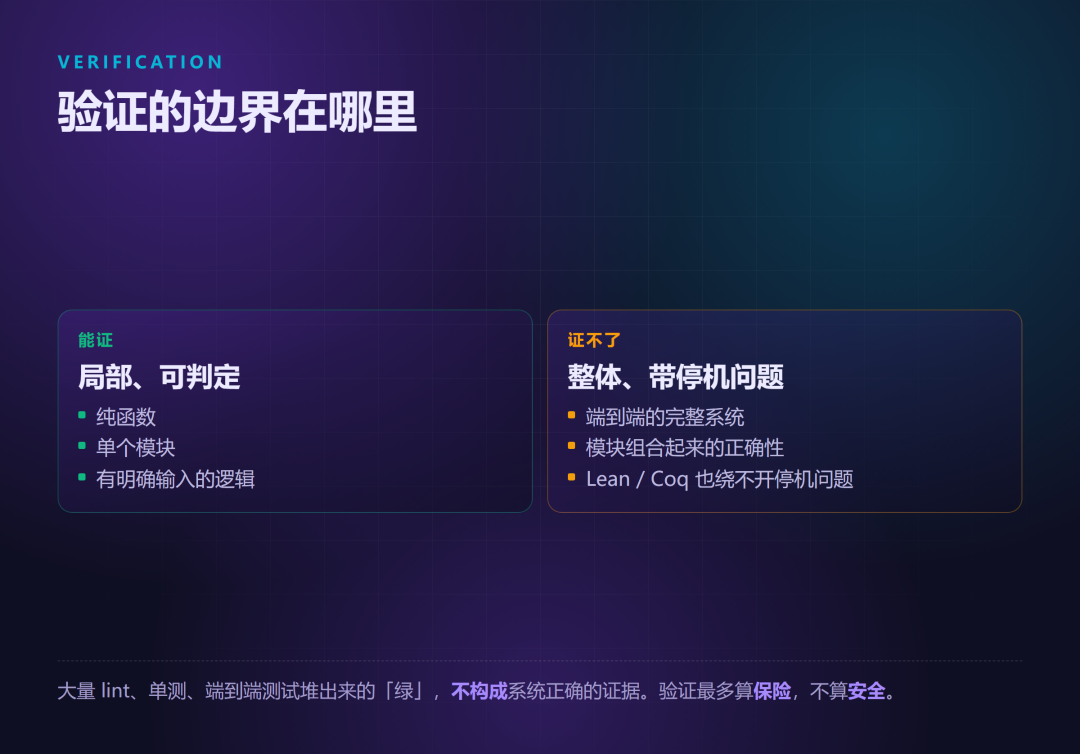 VERIFICATION
验证的边界在哪里
能证
局部、可判定
纯函数
单个模块
有明确输入的逻辑
证不了
整体、带停机问题
端到端的完整系统
模块组合起来的正确性
Lean / Coq 也绕不开停机问题
大量 lint、单测、端到端测试堆出来的「绿」，不构成系统正确的证据。验证最多算保险，不算安全。